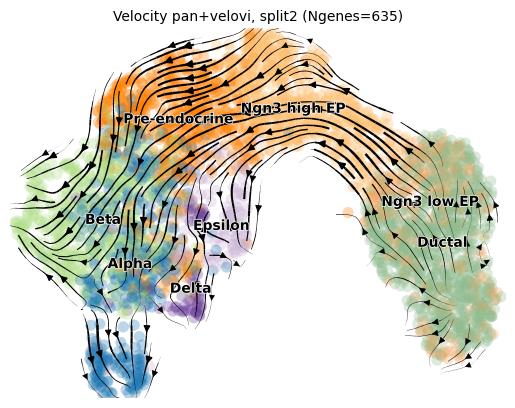 Velocity pan+velovi, split2 (Ngenes=635)
Ngn3 high EP
Pre-endocrine
Ngn3 low EP
Beta
Epsilon
Ductal
Alpha
Delta